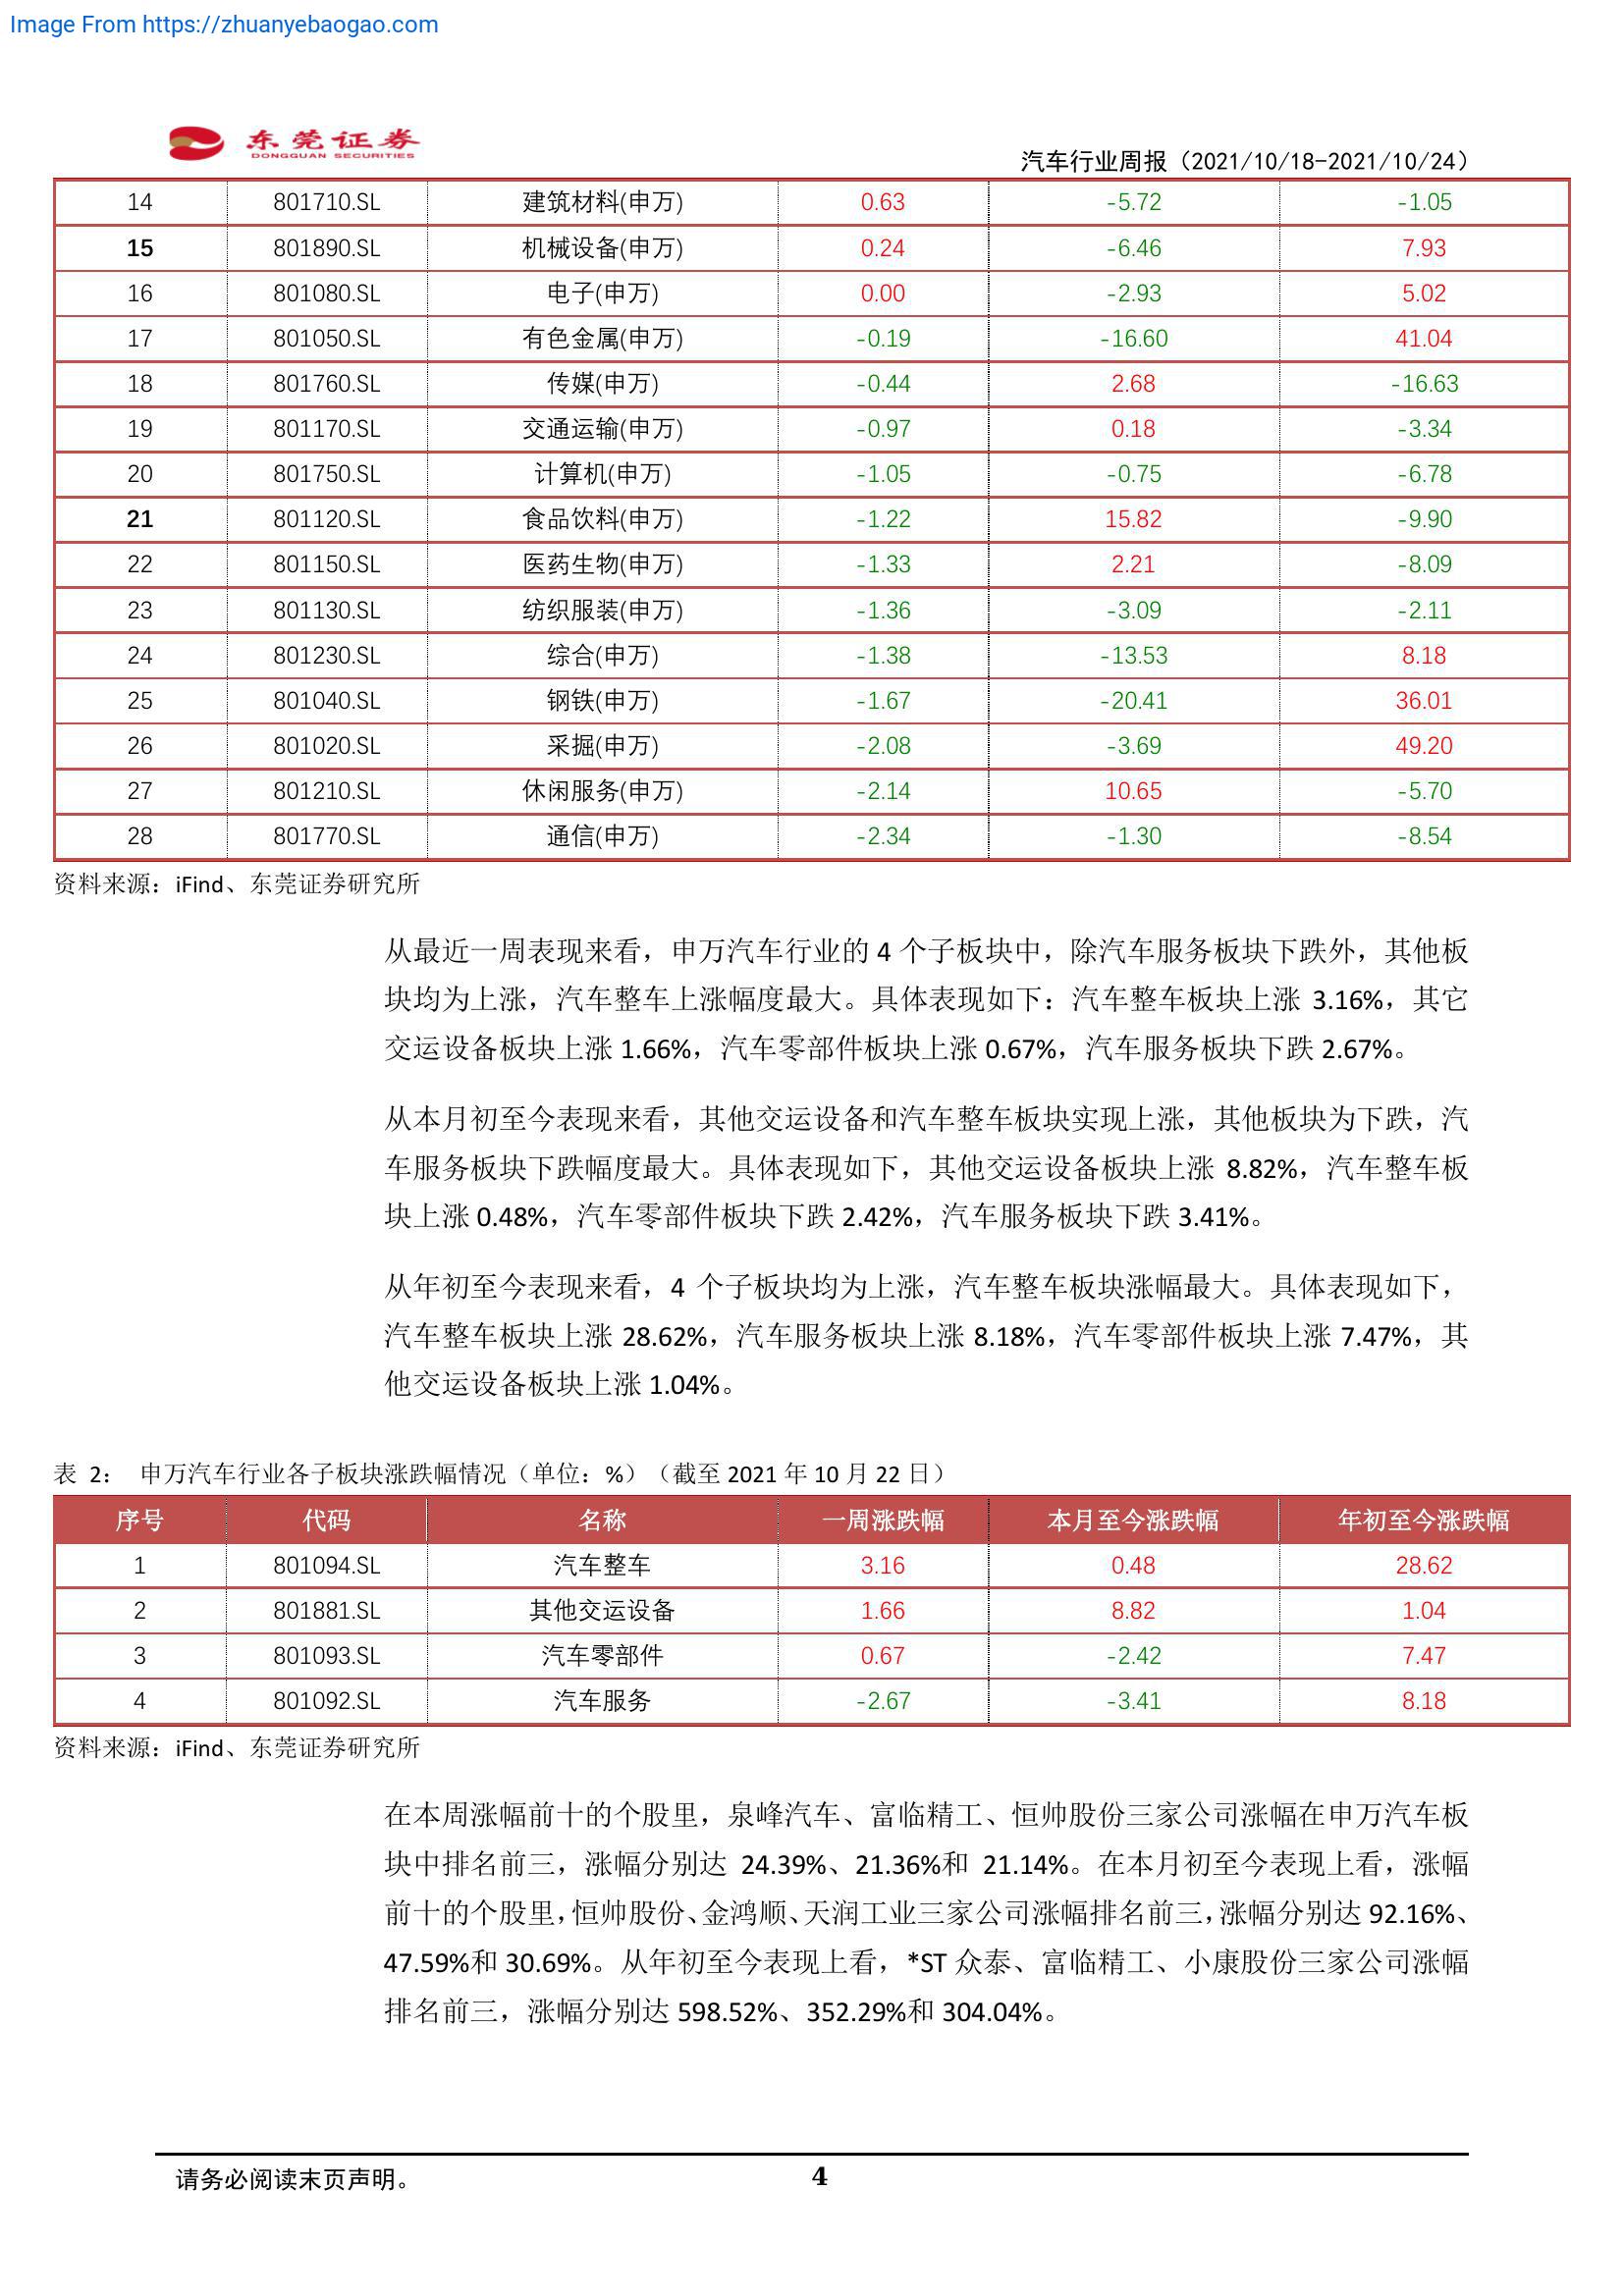 Image From https://zhuanyebaogao.com
东莞证券
DONGGUAN SECURITIES
汽车行业周报（2021/10/18-2021/10/24）
14 801710.SL 建筑材料(申万) 0.63 -5.72 -1.05
15 801890.SL 机械设备(申万) 0.24 -6.46 7.93
16 801080.SL 电子(申万) 0.00 -2.93 5.02
17 801050.SL 有色金属(申万) -0.19 -16.60 41.04
18 801760.SL 传媒(申万) -0.44 2.68 -16.63
19 801170.SL 交通运输(申万) -0.97 0.18 -3.34
20 801750.SL 计算机(申万) -1.05 -0.75 -6.78
21 801120.SL 食品饮料(申万) -1.22 15.82 -9.90
22 801150.SL 医药生物(申万) -1.33 2.21 -8.09
23 801130.SL 纺织服装(申万) -1.36 -3.09 -2.11
24 801230.SL 综合(申万) -1.38 -13.53 8.18
25 801040.SL 钢铁(申万) -1.67 -20.41 36.01
26 801020.SL 采掘(申万) -2.08 -3.69 49.20
27 801210.SL 休闲服务(申万) -2.14 10.65 -5.70
28 801770.SL 通信(申万) -2.34 -1.30 -8.54
资料来源：iFind、东莞证券研究所
从最近一周表现来看，申万汽车行业的 4 个子板块中，除汽车服务板块下跌外，其他板
块均为上涨，汽车整车上涨幅度最大。具体表现如下：汽车整车板块上涨 3.16%，其它
交运设备板块上涨 1.66%，汽车零部件板块上涨 0.67%，汽车服务板块下跌 2.67%。
从本月初至今表现来看，其他交运设备和汽车整车板块实现上涨，其他板块为下跌，汽
车服务板块下跌幅度最大。具体表现如下，其他交运设备板块上涨 8.82%，汽车整车板
块上涨 0.48%，汽车零部件板块下跌 2.42%，汽车服务板块下跌 3.41%。
从年初至今表现来看，4 个子板块均为上涨，汽车整车板块涨幅最大。具体表现如下，
汽车整车板块上涨 28.62%，汽车服务板块上涨 8.18%，汽车零部件板块上涨 7.47%，其
他交运设备板块上涨 1.04%。
表 2： 申万汽车行业各子板块涨跌幅情况（单位：%）（截至 2021 年 10 月 22 日）
序号 代码 名称 一周涨跌幅 本月至今涨跌幅 年初至今涨跌幅
1 801094.SL 汽车整车 3.16 0.48 28.62
2 801881.SL 其他交运设备 1.66 8.82 1.04
3 801093.SL 汽车零部件 0.67 -2.42 7.47
4 801092.SL 汽车服务 -2.67 -3.41 8.18
资料来源：iFind、东莞证券研究所
在本周涨幅前十的个股里，泉峰汽车、富临精工、恒帅股份三家公司涨幅在申万汽车板
块中排名前三，涨幅分别达 24.39%、21.36%和 21.14%。在本月初至今表现上看，涨幅
前十的个股里，恒帅股份、金鸿顺、天润工业三家公司涨幅排名前三，涨幅分别达 92.16%、
47.59%和 30.69%。从年初至今表现上看，*ST 众泰、富临精工、小康股份三家公司涨幅
排名前三，涨幅分别达 598.52%、352.29%和 304.04%。
请务必阅读末页声明。 4